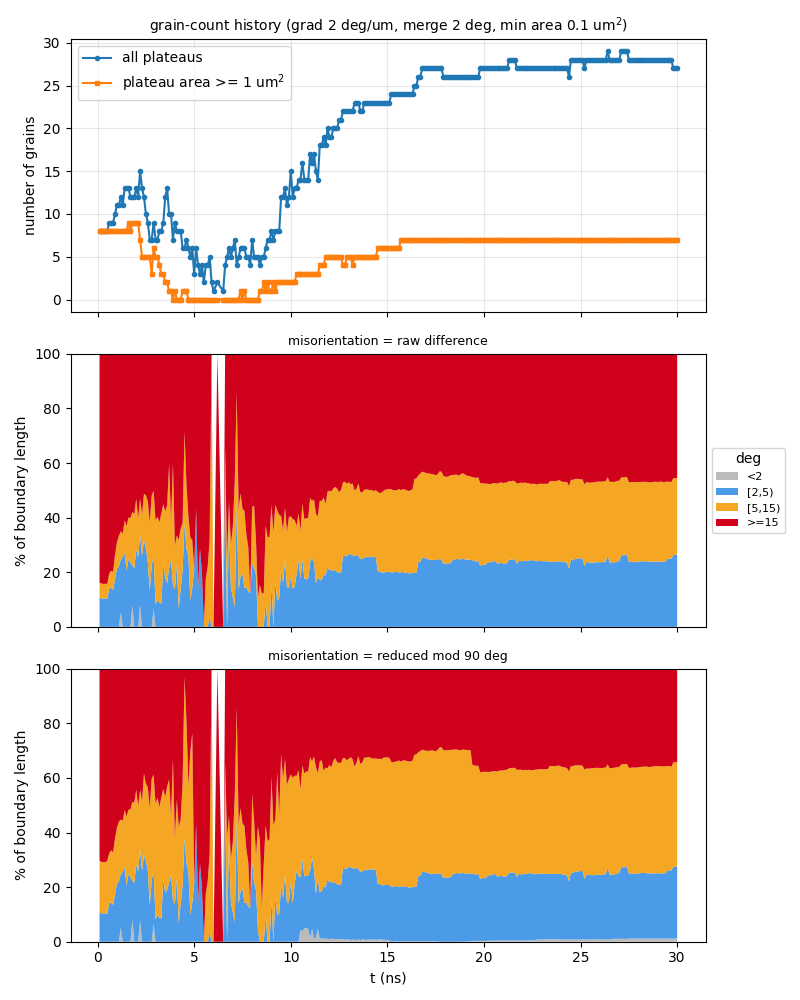 grain-count history (grad 2 deg/um, merge 2 deg, min area 0.1 um²)
30
25
20
15
10
5
0
number of grains
all plateaus
plateau area >= 1 um²
misorientation = raw difference
100
80
60
40
20
0
% of boundary length
deg
<2
[2,5)
[5,15)
>=15
misorientation = reduced mod 90 deg
100
80
60
40
20
0
% of boundary length
0 5 10 15 20 25 30
t (ns)